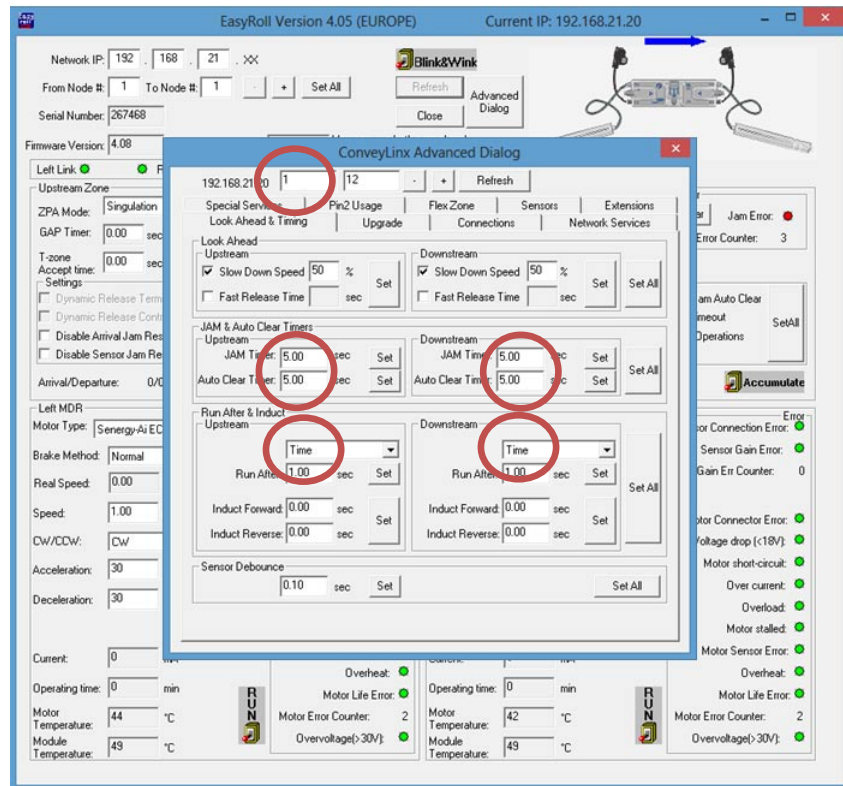 EasyRoll Version 4.05 (EUROPE) Current IP: 192.168.21.20
Network IP: 192 . 168 . 21 . XX
Blink&Wink
From Node #: 1 To Node #: 1 - + Set All
Refresh
Advanced Dialog
Serial Number: 267468
Close
Firmware Version: 4.08
Left Link
Upstream Zone
ZPA Mode: Singulation
GAP Timer: 0.00 sec
T-zone Accept time: 0.00 sec
Settings
Dynamic Release Term
Dynamic Release Contr
Disable Arrival Jam Res
Disable Sensor Jam Re
Arrival/Departure: 0/0
Left MDR
Motor Type: Senergy-Ai EC
Brake Method: Normal
Real Speed: 0.00
Speed: 1.00
CW/CCW: CW
Acceleration: 30
Deceleration: 30
Current: 0
Operating time: 0 min
Motor Temperature: 44 °C
Module Temperature: 49 °C
RUN
Overheat:
Motor Life Error:
Motor Error Counter: 2
Overvoltage(>30V):
ConveyLinx Advanced Dialog
192.168.21.20 1 12 - + Refresh
Special Services Pin2 Usage Flex Zone Sensors Extensions
Look Ahead & Timing Upgrade Connections Network Services
Look Ahead
Upstream
Slow Down Speed 50 %
Fast Release Time sec
Set
Downstream
Slow Down Speed 50 %
Fast Release Time sec
Set
Set All
JAM & Auto Clear Timers
Upstream
JAM Timer: 5.00 sec Set
Auto Clear Timer: 5.00 sec Set
Downstream
JAM Timer: 5.00 sec Set
Auto Clear Timer: 5.00 sec Set
Set All
Run After & Induct
Upstream
Time
Run After: 1.00 sec Set
Induct Forward: 0.00 sec
Induct Reverse: 0.00 sec
Set
Downstream
Time
Run After: 1.00 sec Set
Induct Forward: 0.00 sec
Induct Reverse: 0.00 sec
Set
Set All
Sensor Debounce
0.10 sec Set
Set All
Jam Error:
Error Counter: 3
am Auto Clear
meout
Operations
SetAll
Accumulate
Error
sor Connection Error:
Sensor Gain Error:
Gain Err Counter: 0
otor Connector Error:
Voltage drop (<18V):
Motor short-circuit:
Over current:
Overload:
Motor stalled:
Motor Sensor Error:
Overheat:
Motor Life Error:
Motor Error Counter: 2
Overvoltage(>30V):
Operating time: 0 min
Motor Temperature: 42 °C
Module Temperature: 49 °C
RUN